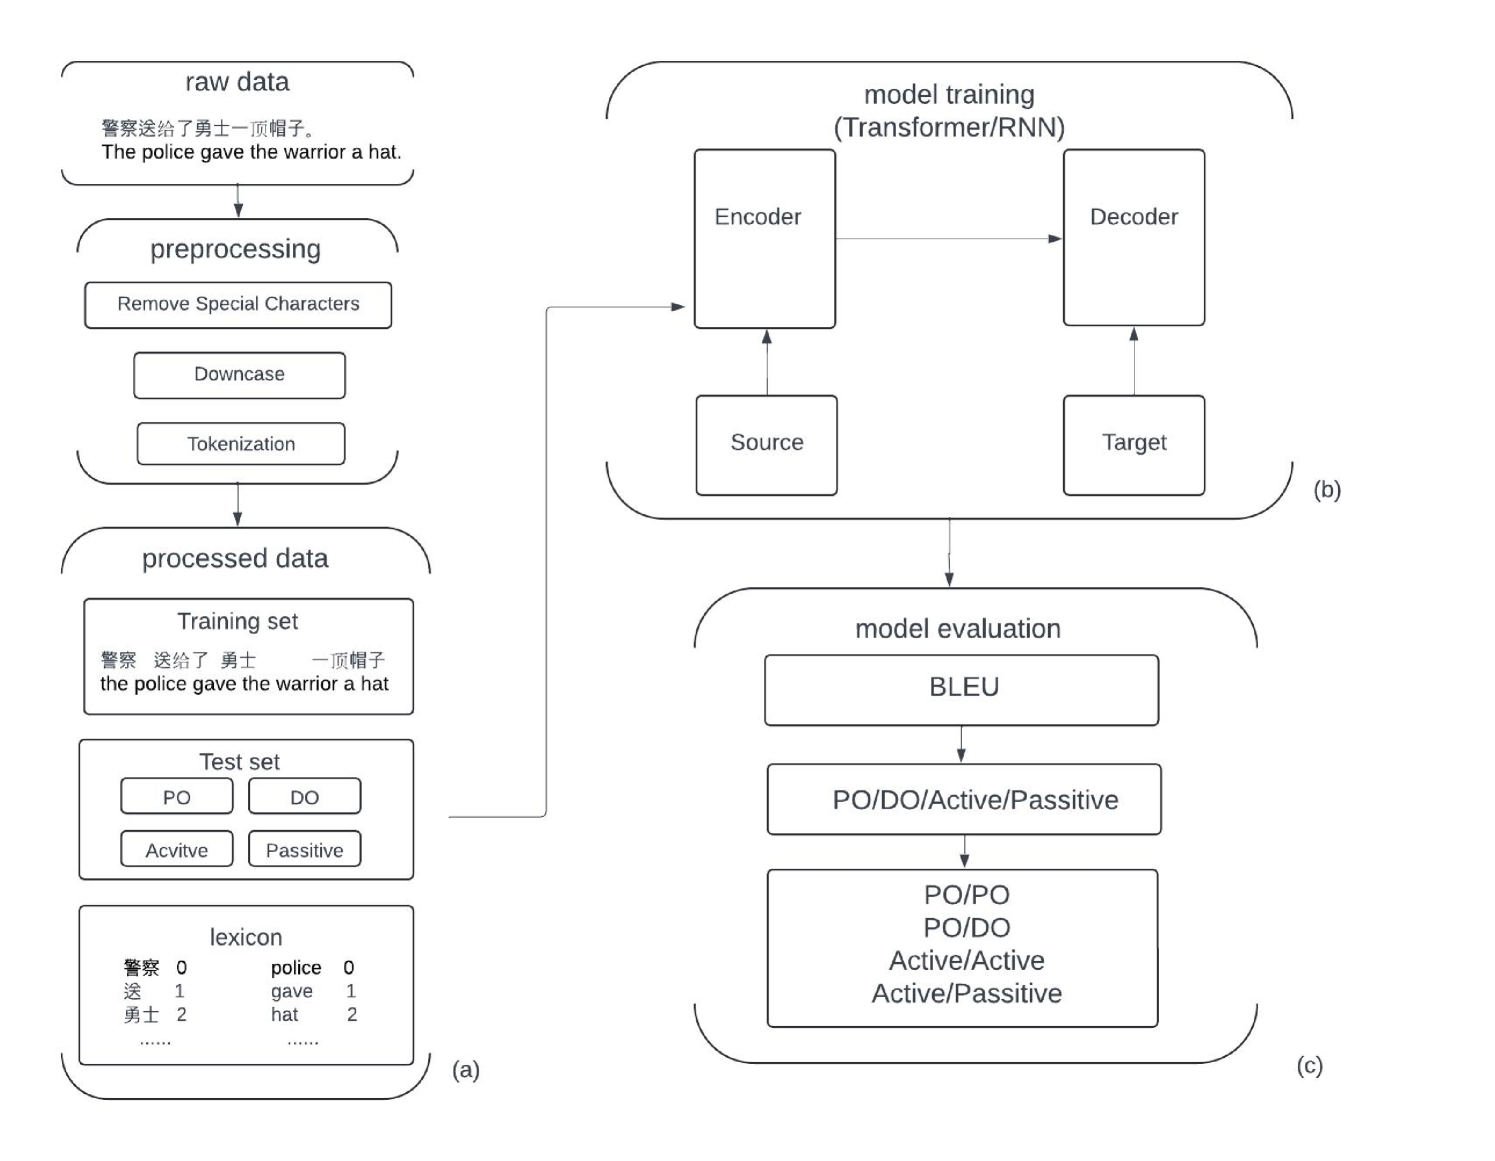 raw data
警察送给了勇士一顶帽子。
The police gave the warrior a hat.
preprocessing
Remove Special Characters
Downcase
Tokenization
processed data
Training set
警察 送给了 勇士 一顶帽子
the police gave the warrior a hat
Test set
PO DO
Acvitve Passitive
lexicon
警察 0 police 0
送 1 gave 1
勇士 2 hat 2
...... ......
(a)
model training
(Transformer/RNN)
Encoder Decoder
Source Target
(b)
model evaluation
BLEU
PO/DO/Active/Passitive
PO/PO
PO/DO
Active/Active
Active/Passitive
(c)